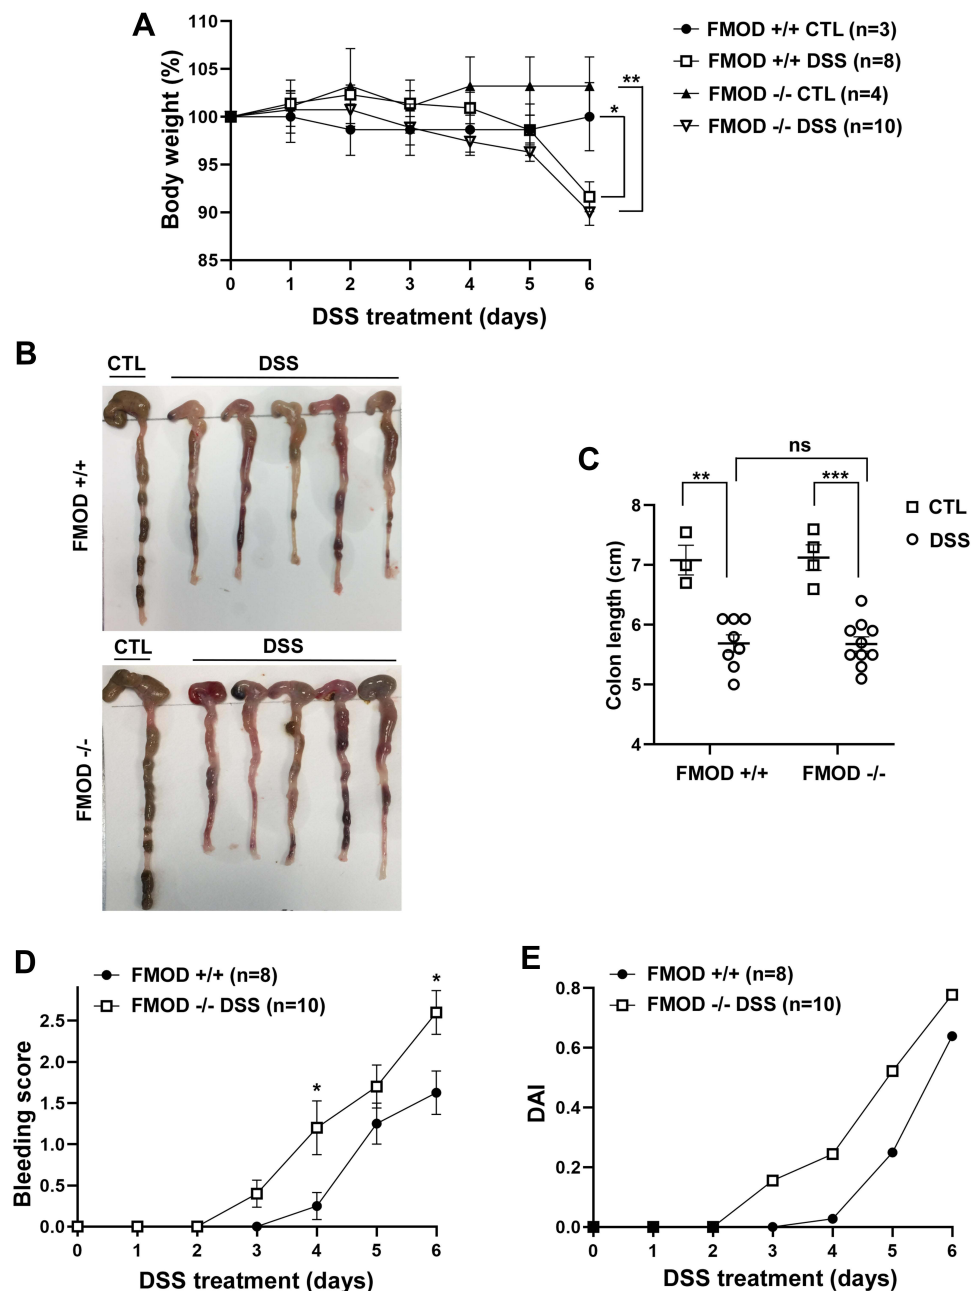 A
110
105
100
95
90
85
Body weight (%)
0 1 2 3 4 5 6
DSS treatment (days)
**
*
FMOD +/+ CTL (n=3)
FMOD +/+ DSS (n=8)
FMOD -/- CTL (n=4)
FMOD -/- DSS (n=10)
B
CTL DSS
FMOD +/+
CTL DSS
FMOD -/-
C
ns
** ***
8
7
6
5
4
Colon length (cm)
FMOD +/+ FMOD -/-
CTL
DSS
D
FMOD +/+ (n=8)
FMOD -/- DSS (n=10)
*
*
2.5
2.0
1.5
1.0
0.5
0.0
Bleeding score
0 1 2 3 4 5 6
DSS treatment (days)
E
FMOD +/+ (n=8)
FMOD -/- DSS (n=10)
0.8
0.6
0.4
0.2
0.0
DAI
0 1 2 3 4 5 6
DSS treatment (days)